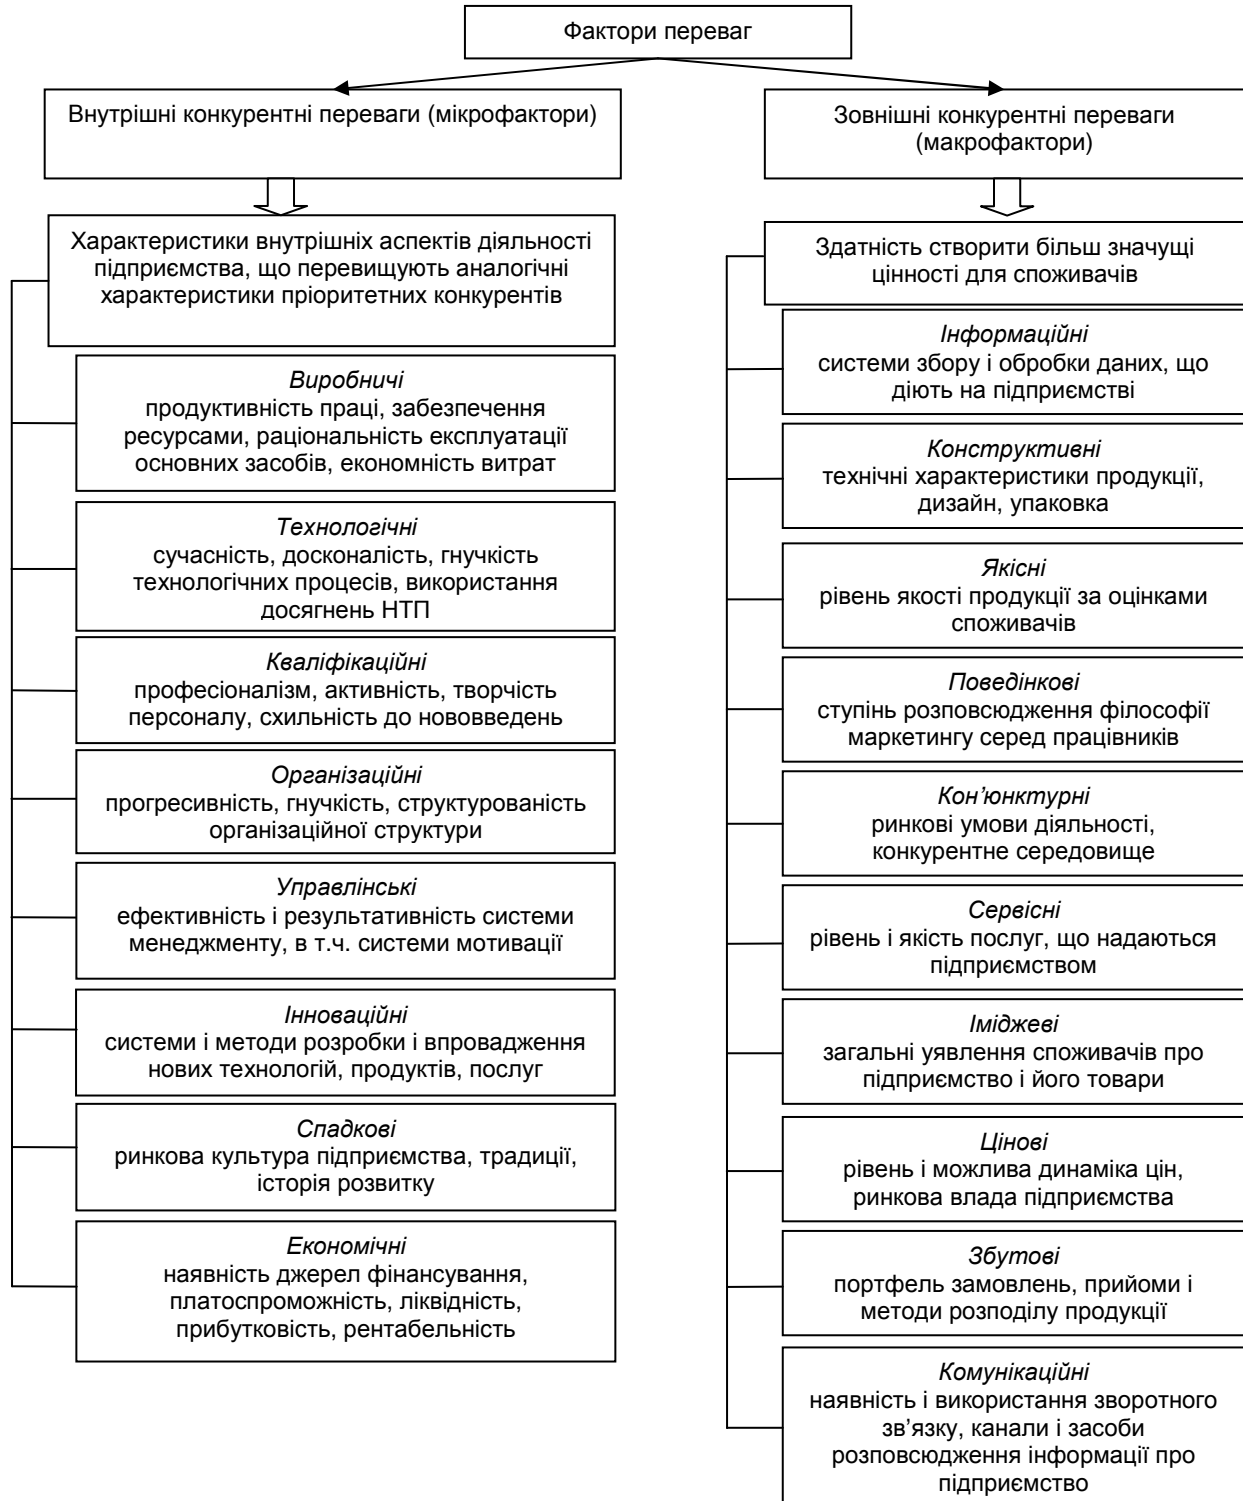 Фактори переваг
Внутрішні конкурентні переваги (мікрофактори)
Зовнішні конкурентні переваги
(макрофактори)
Характеристики внутрішніх аспектів діяльності
підприємства, що перевищують аналогічні
характеристики пріоритетних конкурентів
Виробничі
продуктивність праці, забезпечення
ресурсами, раціональність експлуатації
основних засобів, економність витрат
Технологічні
сучасність, досконалість, гнучкість
технологічних процесів, використання
досягнень НТП
Кваліфікаційні
професіоналізм, активність, творчість
персоналу, схильність до нововведень
Організаційні
прогресивність, гнучкість, структурованість
організаційної структури
Управлінські
ефективність і результативність системи
менеджменту, в т.ч. системи мотивації
Інноваційні
системи і методи розробки і впровадження
нових технологій, продуктів, послуг
Спадкові
ринкова культура підприємства, традиції,
історія розвитку
Економічні
наявність джерел фінансування,
платоспроможність, ліквідність,
прибутковість, рентабельність
Здатність створити більш значущі
цінності для споживачів
Інформаційні
системи збору і обробки даних, що
діють на підприємстві
Конструктивні
технічні характеристики продукції,
дизайн, упаковка
Якісні
рівень якості продукції за оцінками
споживачів
Поведінкові
ступінь розповсюдження філософії
маркетингу серед працівників
Кон’юнктурні
ринкові умови діяльності,
конкурентне середовище
Сервісні
рівень і якість послуг, що надаються
підприємством
Іміджеві
загальні уявлення споживачів про
підприємство і його товари
Цінові
рівень і можлива динаміка цін,
ринкова влада підприємства
Збутові
портфель замовлень, прийоми і
методи розподілу продукції
Комунікаційні
наявність і використання зворотного
зв’язку, канали і засоби
розповсюдження інформації про
підприємство